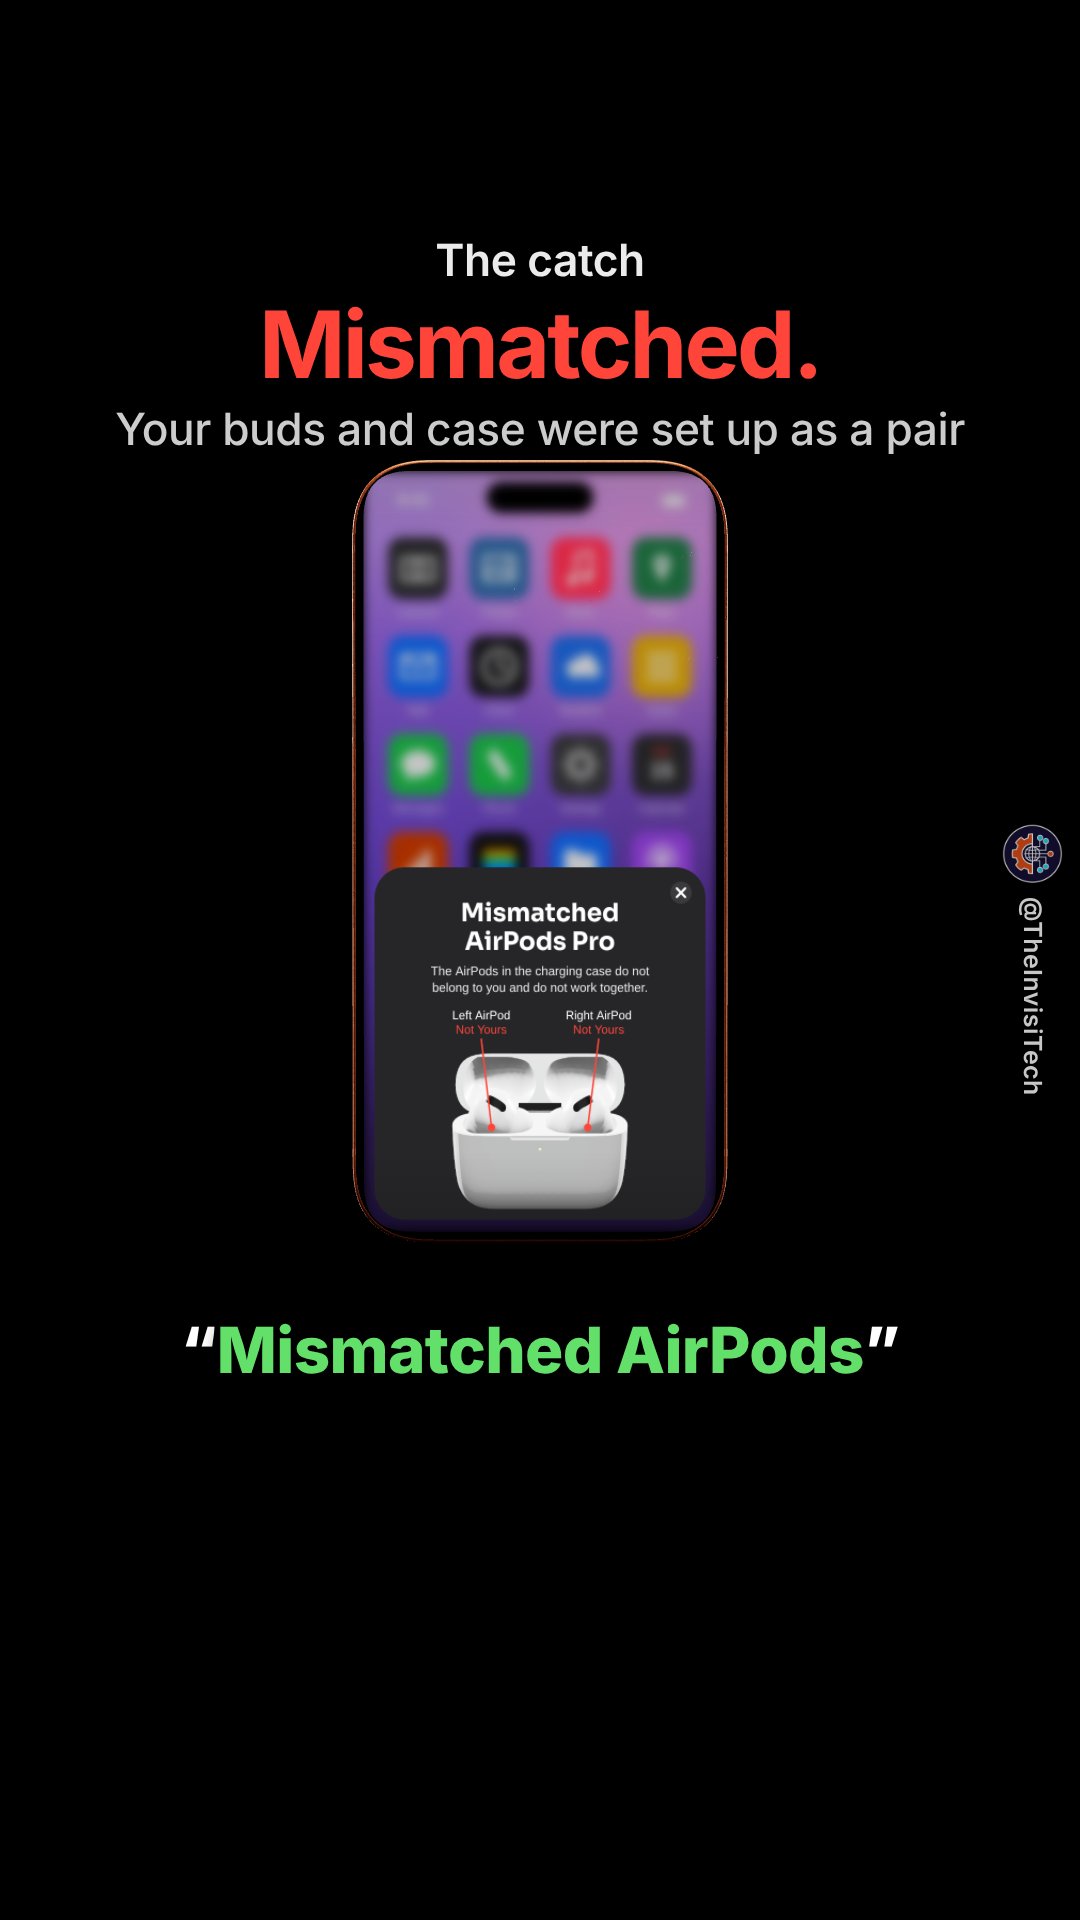 The catch
Mismatched.
Your buds and case were set up as a pair
Mismatched
AirPods Pro
The AirPods in the charging case do not
belong to you and do not work together.
Left AirPod
Not Yours
Right AirPod
Not Yours
@TheInvisiTech
“Mismatched AirPods”